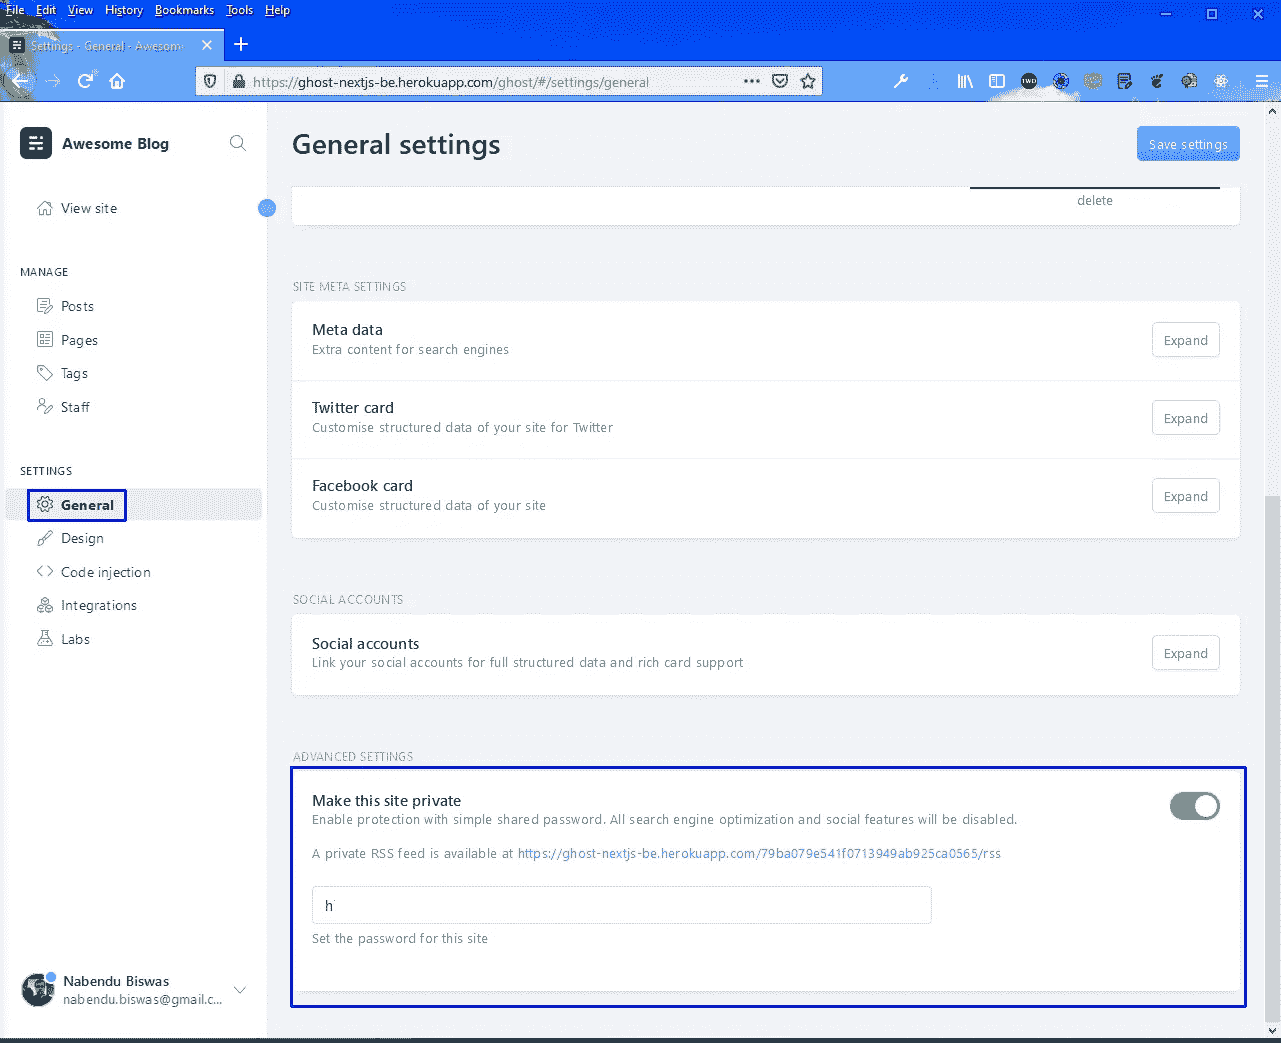 File Edit View History Bookmarks Tools Help
Settings - General - Awesom
https://ghost-nextjs-be.herokuapp.com/ghost/#/settings/general
Awesome Blog
General settings
Save settings
View site
delete
MANAGE
SITE META SETTINGS
Posts
Pages
Tags
Staff
Meta data
Extra content for search engines
Expand
Twitter card
Customise structured data of your site for Twitter
Expand
Facebook card
Customise structured data of your site
Expand
SETTINGS
General
Design
Code injection
Integrations
Labs
SOCIAL ACCOUNTS
Social accounts
Link your social accounts for full structured data and rich card support
Expand
ADVANCED SETTINGS
Make this site private
Enable protection with simple shared password. All search engine optimization and social features will be disabled.
A private RSS feed is available at https://ghost-nextjs-be.herokuapp.com/79ba079e541f0713949ab925ca0565/rss
h
Set the password for this site
Nabendu Biswas
nabendu.biswas@gmail.c...